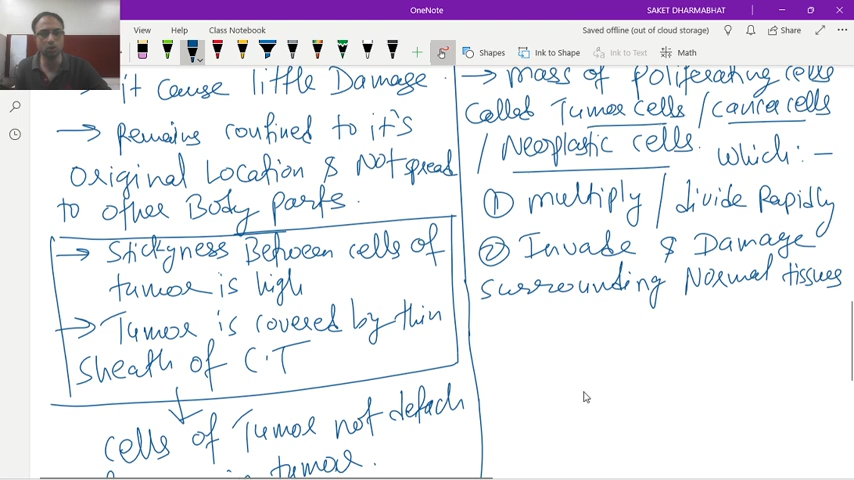 OneNote
SAKET DHARMABHAT
View Help Class Notebook
Saved offline (out of cloud storage)
Share
Shapes
Ink to Shape
Ink to Text
Math
→ it cause little Damage.
→ Remains confined to it's
Original Location & Not spread
to other Body parts.
→ Stickyness Between cells of
tumor is high
→ Tumor is covered by thin
sheath of C.T
cells of Tumor not detach
tumor.
→ Mass of Poliferating cells
called Tumor cells / cancer cells
/ Neoplastic cells. which: —
① multiply / divide Rapidly
② Invade & Damage
surrounding Normal tissues